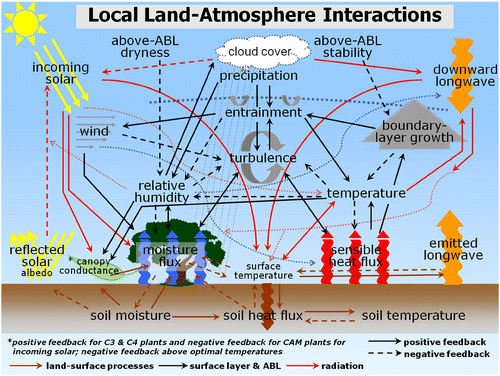 Local Land-Atmosphere Interactions
above-ABL
dryness
cloud cover
above-ABL
stability
incoming
solar
precipitation
downward
longwave
entrainment
wind
boundary-
layer growth
turbulence
relative
humidity
temperature
reflected
solar
albedo
*canopy
conductance
moisture
flux
surface
temperature
sensible
heat flux
emitted
longwave
soil moisture
soil heat flux
soil temperature
*positive feedback for C3 & C4 plants and negative feedback for CAM plants for
incoming solar; negative feedback above optimal temperatures
positive feedback
negative feedback
land-surface processes
surface layer & ABL
radiation